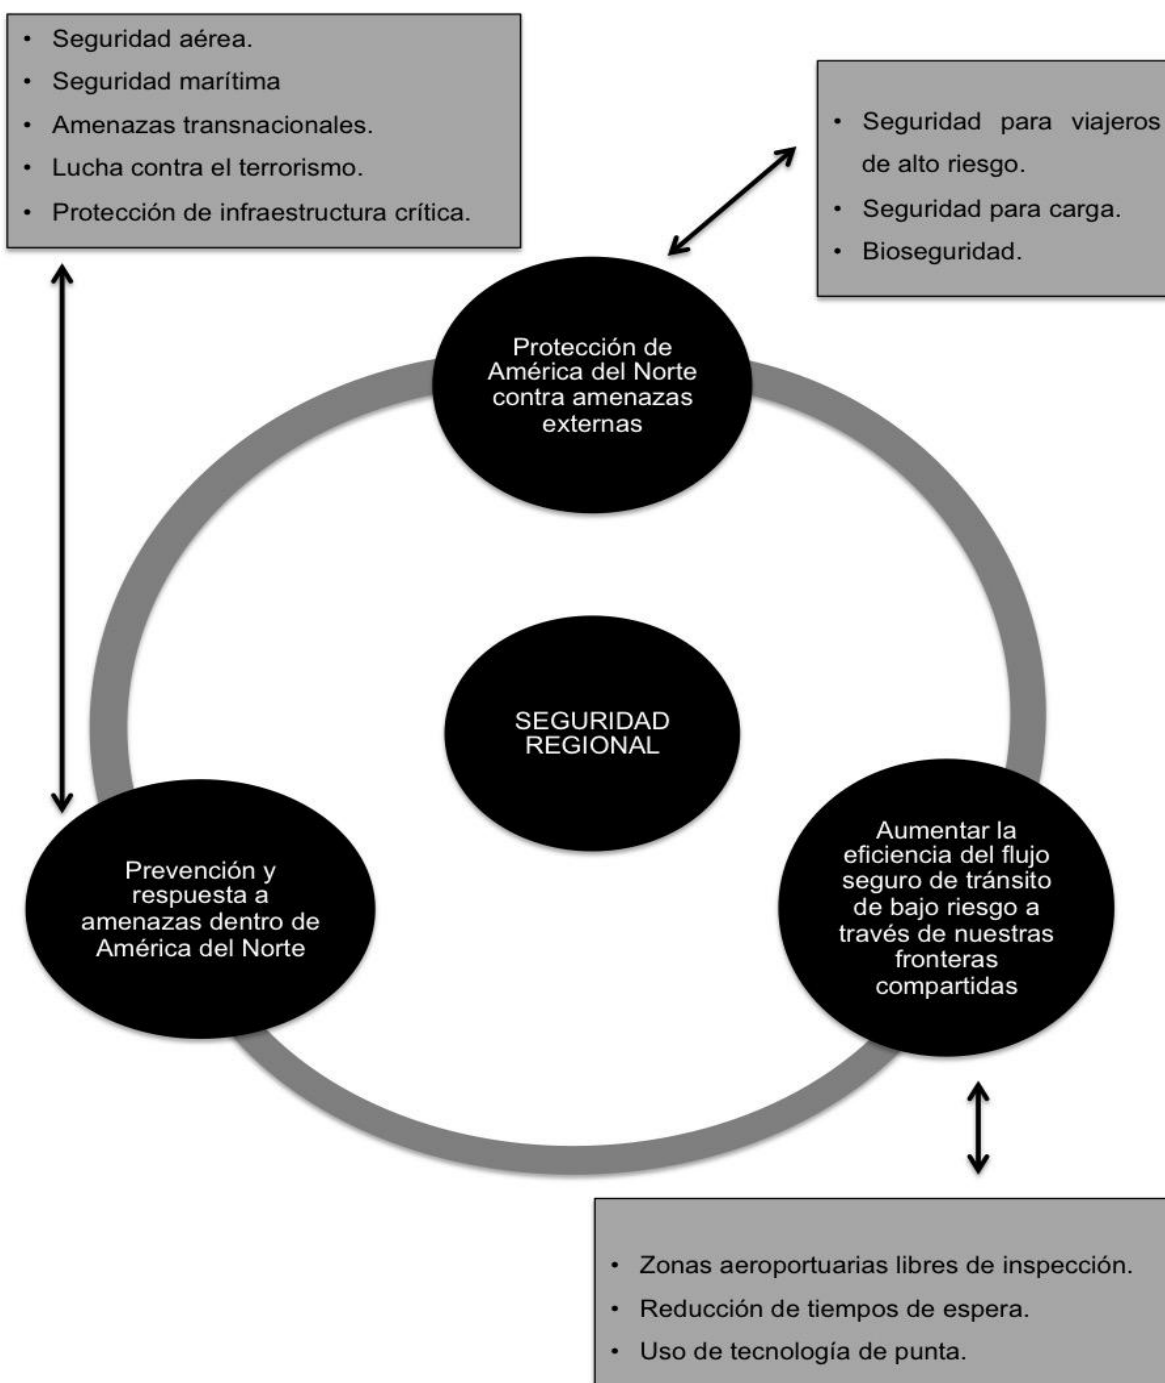 • Seguridad aérea.
• Seguridad marítima
• Amenazas transnacionales.
• Lucha contra el terrorismo.
• Protección de infraestructura crítica.
• Seguridad para viajeros
de alto riesgo.
• Seguridad para carga.
• Bioseguridad.
Protección de
América del Norte
contra amenazas
externas
SEGURIDAD
REGIONAL
Prevención y
respuesta a
amenazas dentro de
América del Norte
Aumentar la
eficiencia del flujo
seguro de tránsito
de bajo riesgo a
través de nuestras
fronteras
compartidas
• Zonas aeroportuarias libres de inspección.
• Reducción de tiempos de espera.
• Uso de tecnología de punta.